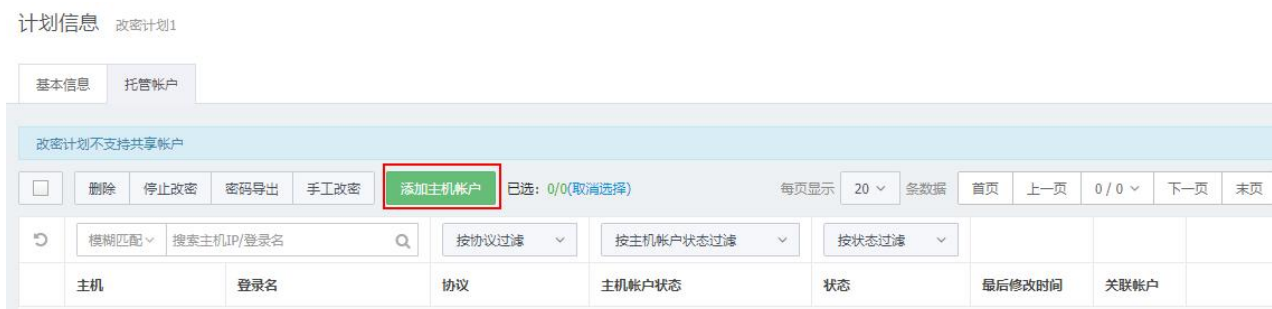 计划信息 改密计划1
基本信息 托管帐户
改密计划不支持共享帐户
删除 停止改密 密码导出 手工改密 添加主机帐户 已选: 0/0(取消选择) 每页显示 20 条数据 首页 上一页 0 / 0 下一页 末页
模糊匹配 搜索主机IP/登录名 按协议过滤 按主机帐户状态过滤 按状态过滤
主机 登录名 协议 主机帐户状态 状态 最后修改时间 关联帐户